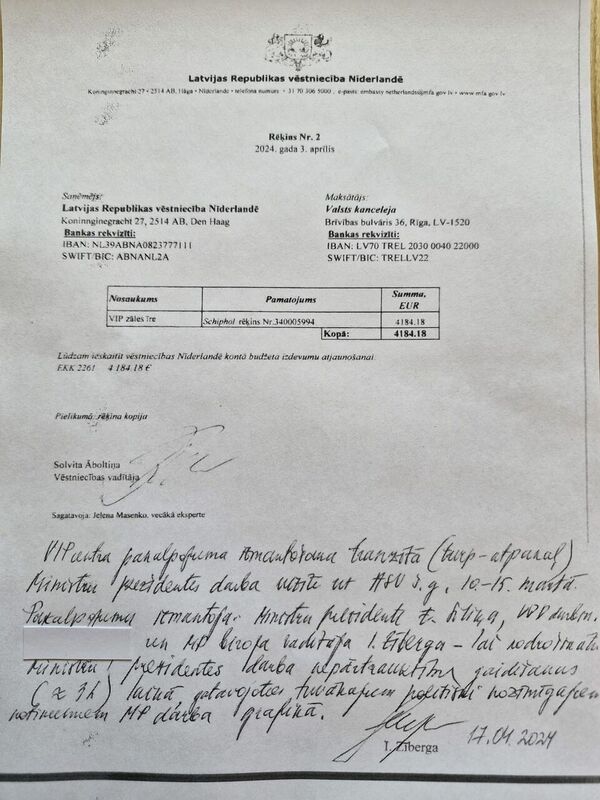 Latvijas Republikas vēstniecība Nīderlandē
Koninginegracht 27 • 2514 AB, Hāga • Nīderlande • telefona numurs • 31 70 306 5000 , e-pasts: embassy.netherlands@mfa.gov.lv • www.mfa.gov.lv
Rēķins Nr. 2
2024. gada 3. aprīlis
Saņēmējs:
Latvijas Republikas vēstniecība Nīderlandē
Koninnginegracht 27, 2514 AB, Den Haag
Bankas rekvizīti:
IBAN: NL39ABNA0823777111
SWIFT/BIC: ABNANL2A
Maksātājs:
Valsts kanceleja
Brīvības bulvāris 36, Rīga, LV-1520
Bankas rekvizīti:
IBAN: LV70 TREL 2030 0040 22000
SWIFT/BIC: TRELLV22
Nosaukums Pamatojums Summa, EUR
VIP zāles īre Schiphol rēķins Nr.340005994 4184.18
Kopā: 4184.18
Lūdzam ieskaitīt vēstniecības Nīderlandē kontā budžeta izdevumu atjaunošanai.
EKK 2261 4 184.18 €
Pielikumā: rēķina kopija
Solvita Āboltiņa
Vēstniecības vadītāja
Sagatavoja: Jeļena Masenko, vecākā eksperte
VIP centra pakalpojuma izmantošana tranzītā (turp-atpakaļ)
Ministru prezidentes darba vizītē uz ASV š.g. 10.-15. martā.
Pakalpojumu izmantoja: Ministru prezidente E. Siliņa,
un MP biroja vadītāja I. Ziberga - lai nodrošinātu
Ministru prezidentes darba nepārtrauktību gaidīšanas
(≈ 3h) laikā gatavojoties tuvākajiem politiski nozīmīgajiem
notikumiem MP darba grafikā.
I. Ziberga 17.04.2024